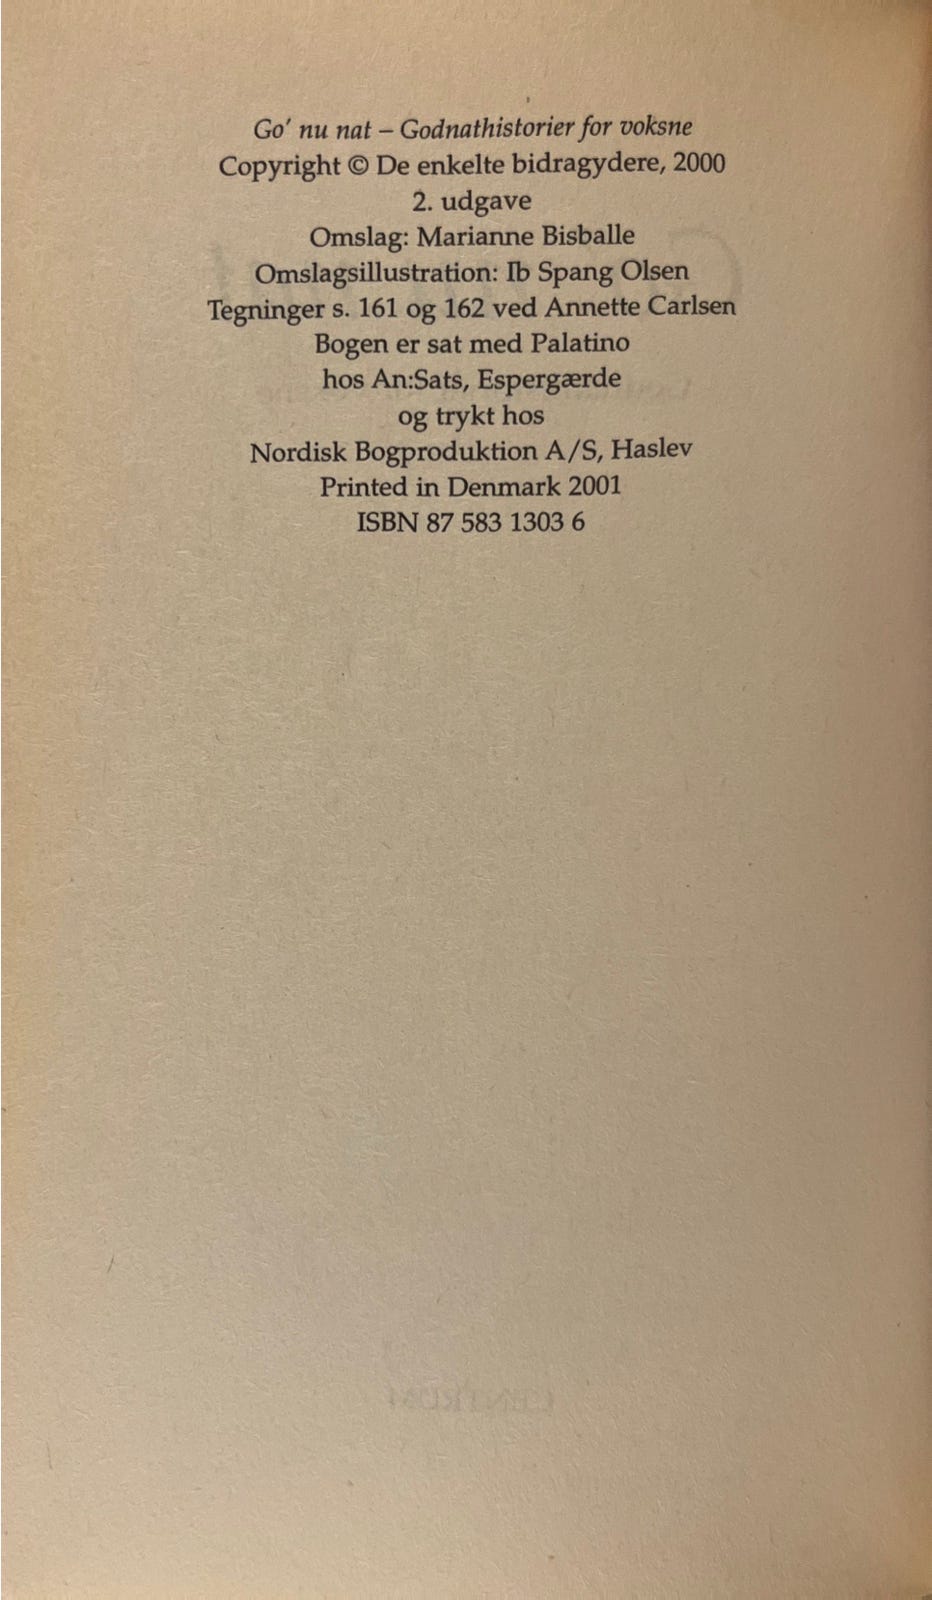 Go' nu nat – Godnathistorier for voksne
Copyright © De enkelte bidragydere, 2000
2. udgave
Omslag: Marianne Bisballe
Omslagsillustration: Ib Spang Olsen
Tegninger s. 161 og 162 ved Annette Carlsen
Bogen er sat med Palatino
hos An:Sats, Espergærde
og trykt hos
Nordisk Bogproduktion A/S, Haslev
Printed in Denmark 2001
ISBN 87 583 1303 6
CENTRUM